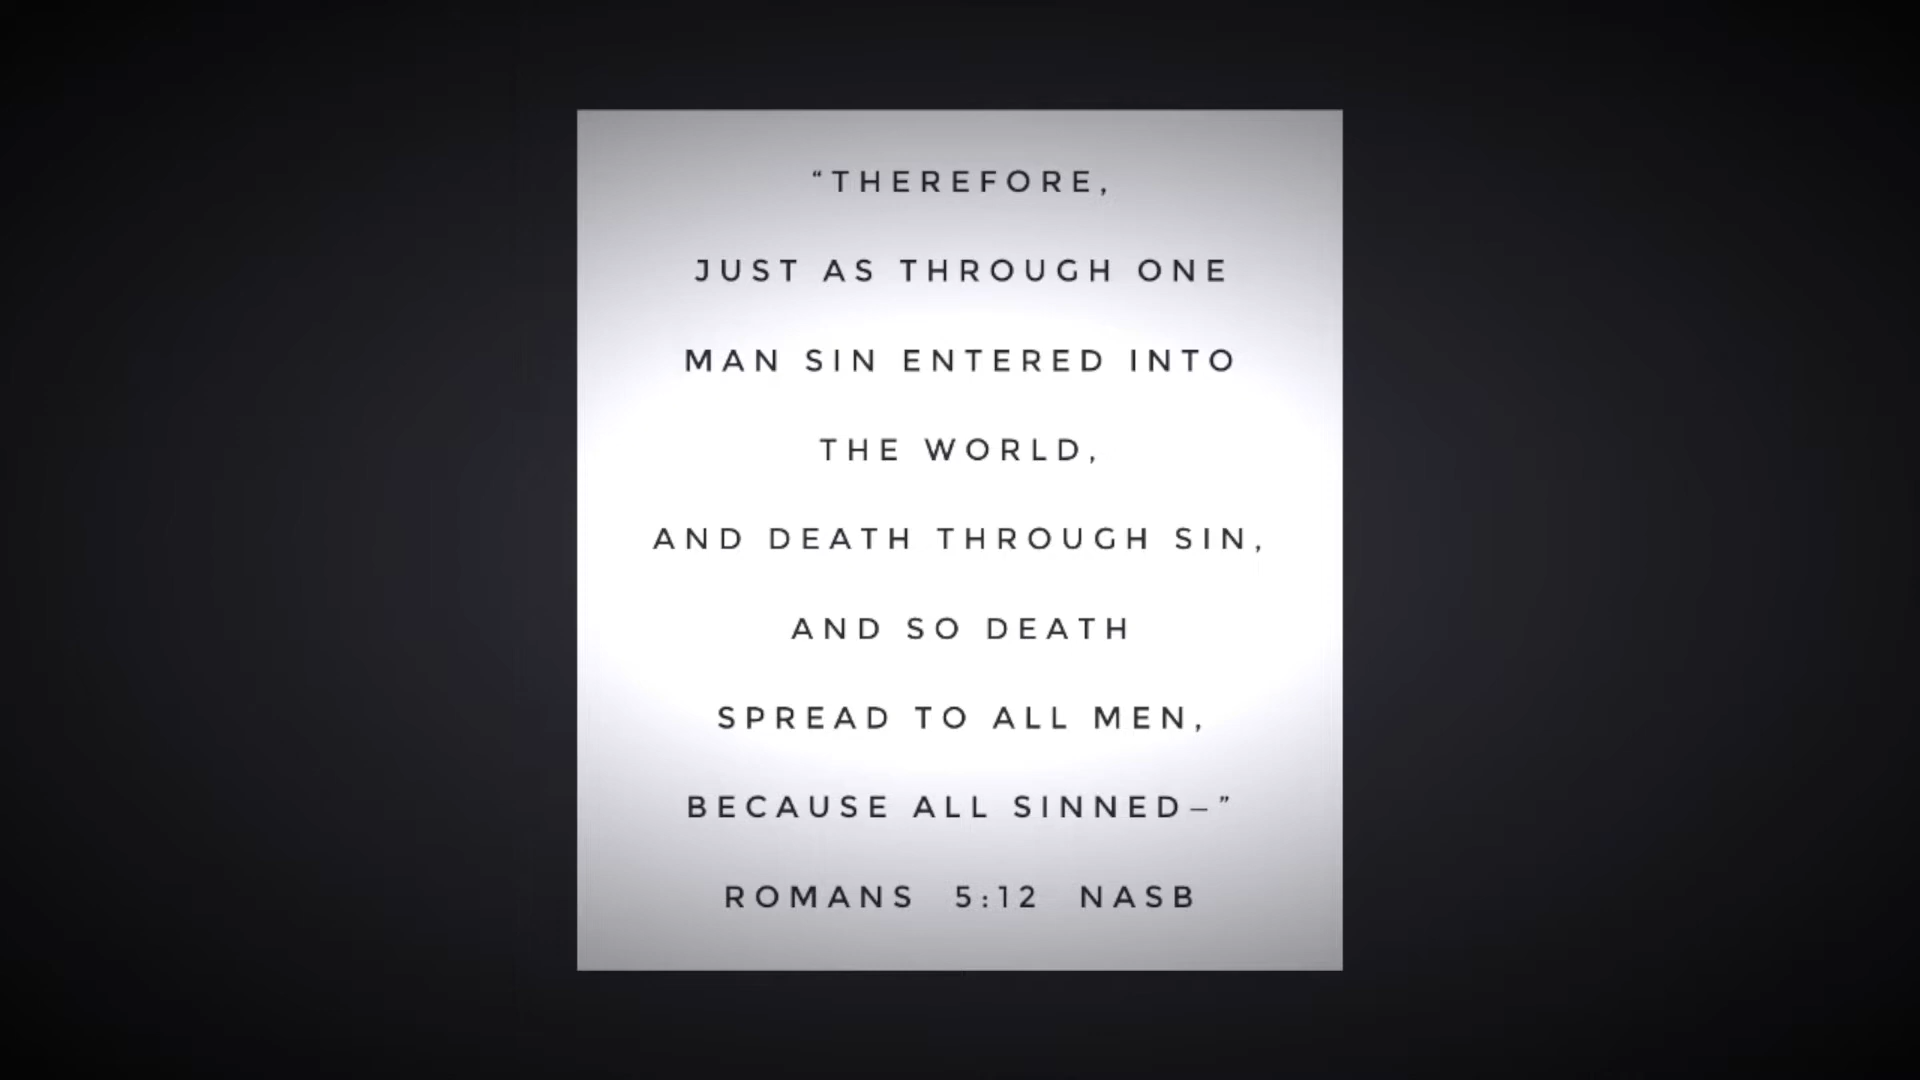 “THEREFORE,
JUST AS THROUGH ONE
MAN SIN ENTERED INTO
THE WORLD,
AND DEATH THROUGH SIN,
AND SO DEATH
SPREAD TO ALL MEN,
BECAUSE ALL SINNED—”
ROMANS 5:12 NASB